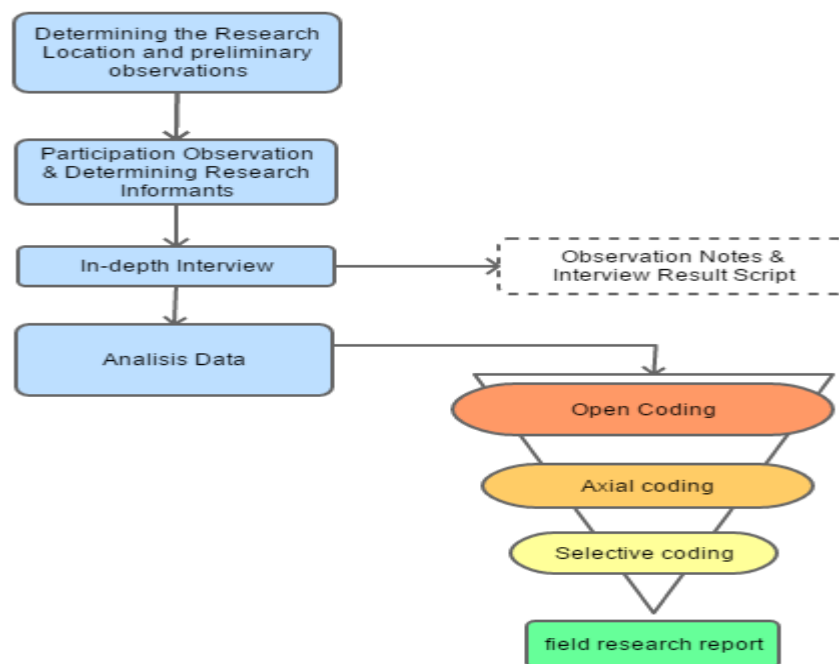 Determining the Research
Location and preliminary
observations
Participation Observation
& Determining Research
Informants
In-depth Interview
Observation Notes &
Interview Result Script
Analisis Data
Open Coding
Axial coding
Selective coding
field research report